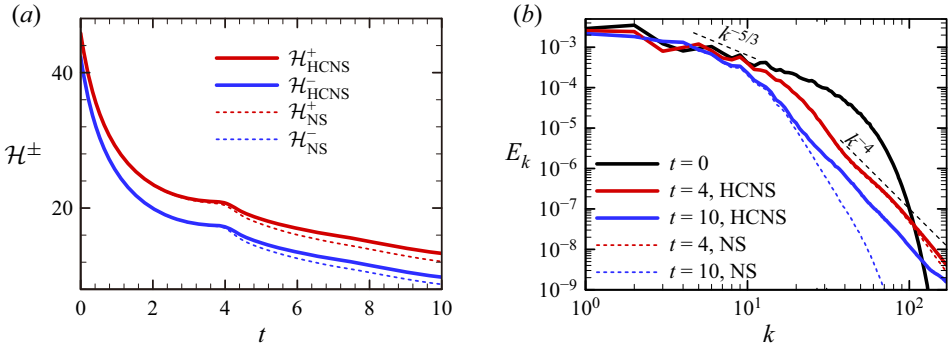 (a)
ℋ⁺HCNS
ℋ⁻HCNS
ℋ⁺NS
ℋ⁻NS
40
20
ℋ±
0 2 4 6 8 10
t
(b)
k⁻⁵ᐟ³
k⁻⁴
t = 0
t = 4, HCNS
t = 10, HCNS
t = 4, NS
t = 10, NS
10⁻³
10⁻⁴
10⁻⁵
10⁻⁶
10⁻⁷
10⁻⁸
10⁻⁹
Eₖ
10⁰ 10¹ 10²
k